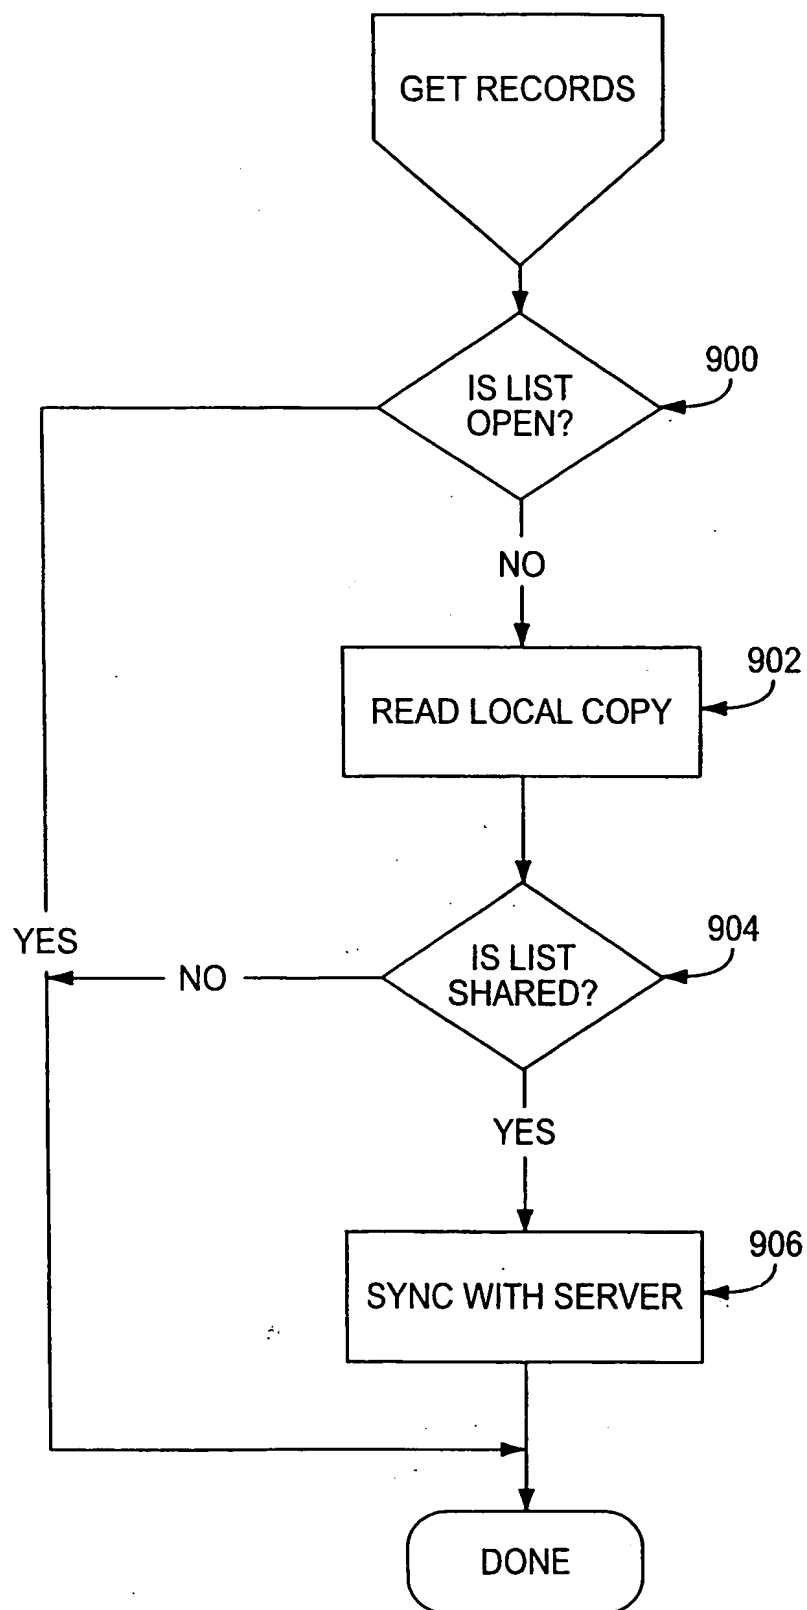 GET RECORDS
IS LIST
OPEN?
900
NO
READ LOCAL COPY
902
YES
NO
IS LIST
SHARED?
904
YES
SYNC WITH SERVER
906
DONE